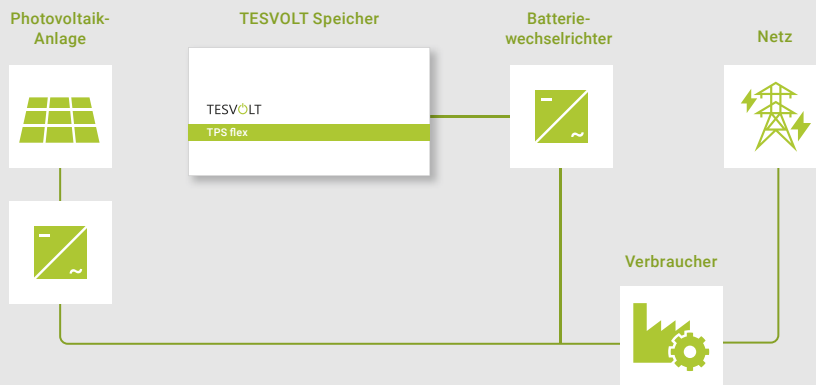 Photovoltaik-
Anlage
TESVOLT Speicher
Batterie-
wechselrichter
Netz
TESVOLT
TPS flex
Verbraucher